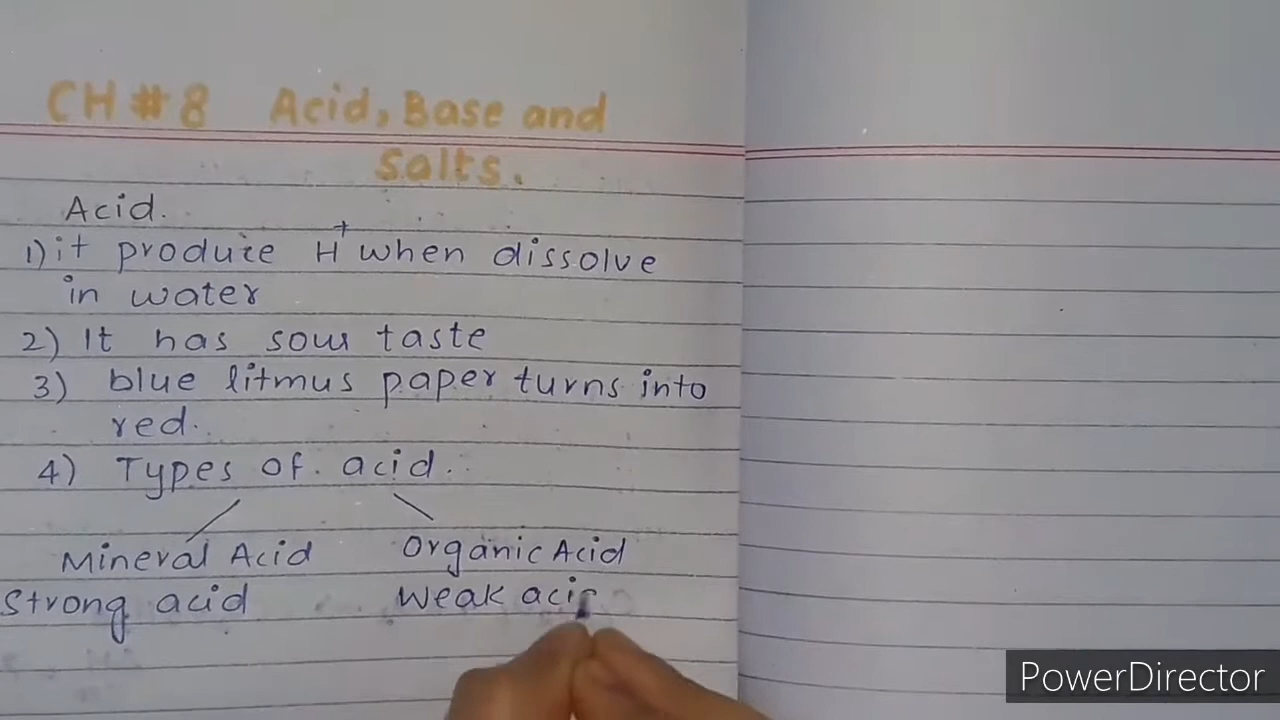 CH # 8 Acid, Base and
Salts.
Acid.
1) it produce H⁺ when dissolve
in water
2) It has sour taste
3) blue litmus paper turns into
red.
4) Types of acid.
Mineral Acid Organic Acid
Strong acid Weak aci
PowerDirector